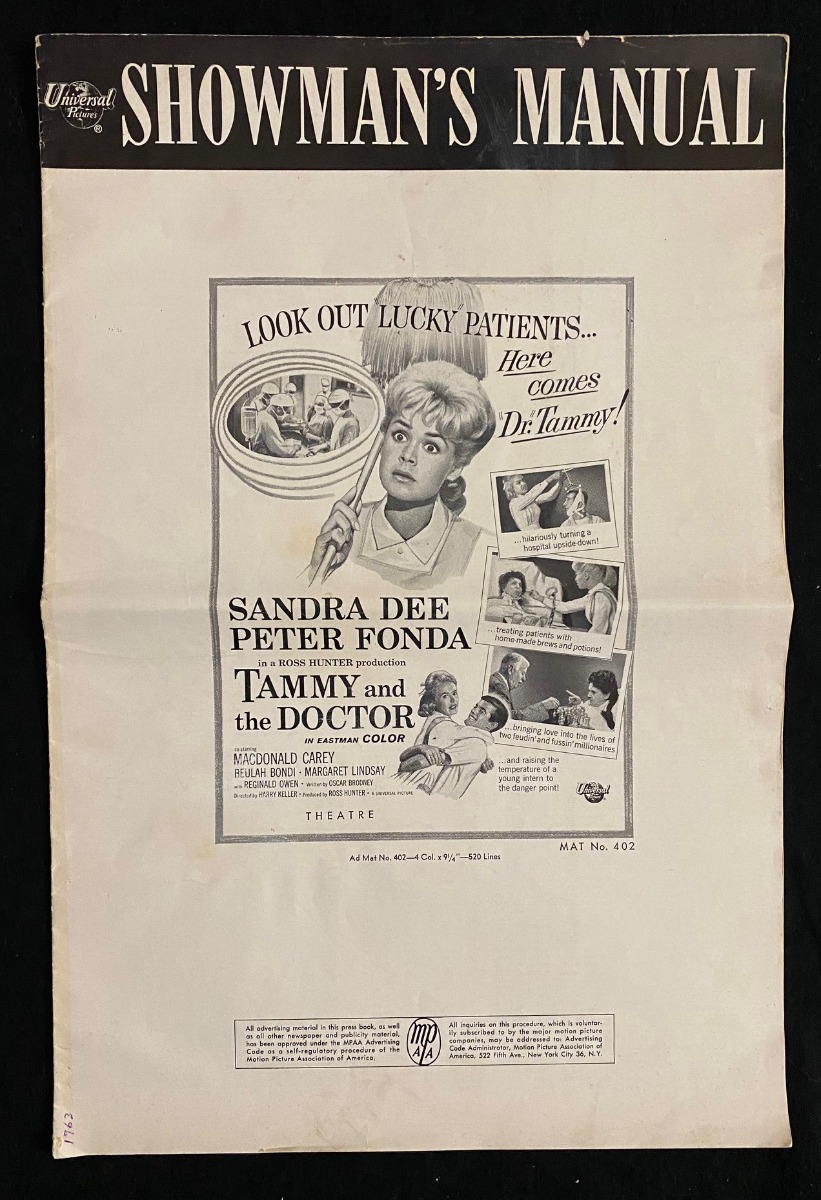 Universal
Pictures
®
SHOWMAN'S MANUAL
LOOK OUT "LUCKY" PATIENTS...
Here
comes
"Dr." Tammy!
...hilariously turning a
hospital upside-down!
...treating patients with
home-made brews and potions!
...bringing love into the lives of
two feudin' and fussin' millionaires
...and raising the
temperature of a
young intern to
the danger point!
SANDRA DEE
PETER FONDA
in a ROSS HUNTER production
TAMMY and
the DOCTOR
IN EASTMAN COLOR
co-starring
MACDONALD CAREY
BEULAH BONDI · MARGARET LINDSAY
with REGINALD OWEN · Written by OSCAR BRODNEY
Directed by HARRY KELLER · Produced by ROSS HUNTER · A UNIVERSAL PICTURE
Universal
THEATRE
MAT No. 402
Ad Mat No. 402—4 Col. x 9¼"—520 Lines
All advertising material in this press book, as well
as all other newspaper and publicity material,
has been approved under the MPAA Advertising
Code as a self-regulatory procedure of the
Motion Picture Association of America.
mp
A A
All inquiries on this procedure, which is voluntar-
ily subscribed to by the major motion picture
companies, may be addressed to: Advertising
Code Administrator, Motion Picture Association of
America, 522 Fifth Ave., New York City 36, N.Y.
1963